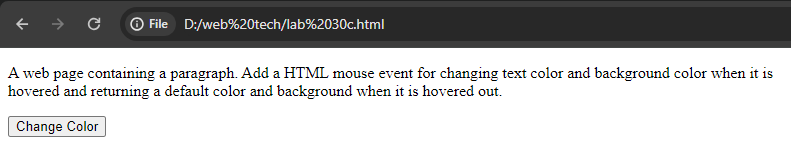 File D:/web%20tech/lab%2030c.html
A web page containing a paragraph. Add a HTML mouse event for changing text color and background color when it is
hovered and returning a default color and background when it is hovered out.
Change Color